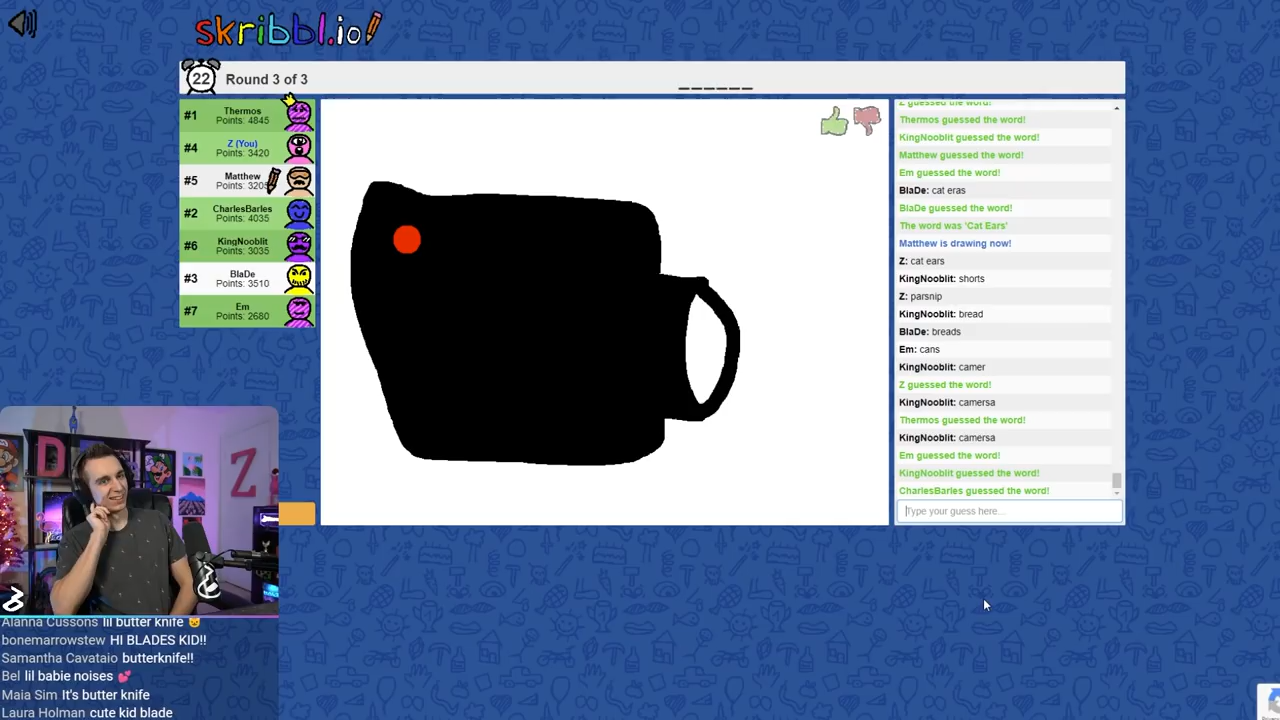 skribbl.io
22
Round 3 of 3
______
#1
Thermos
Points: 4845
#4
Z (You)
Points: 3420
#5
Matthew
Points: 3205
#2
CharlesBarles
Points: 4035
#6
KingNooblit
Points: 3035
#3
BlaDe
Points: 3510
#7
Em
Points: 2680
Z guessed the word!
Thermos guessed the word!
KingNooblit guessed the word!
Matthew guessed the word!
Em guessed the word!
BlaDe: cat eras
BlaDe guessed the word!
The word was 'Cat Ears'
Matthew is drawing now!
Z: cat ears
KingNooblit: shorts
Z: parsnip
KingNooblit: bread
BlaDe: breads
Em: cans
KingNooblit: camer
Z guessed the word!
KingNooblit: camersa
Thermos guessed the word!
KingNooblit: camersa
Em guessed the word!
KingNooblit guessed the word!
CharlesBarles guessed the word!
Type your guess here...
D
Z
Alanna Cussons lil butter knife
bonemarrowstew HI BLADES KID!!
Samantha Cavataio butterknife!!
Bel lil babie noises
Maia Sim It's butter knife
Laura Holman cute kid blade